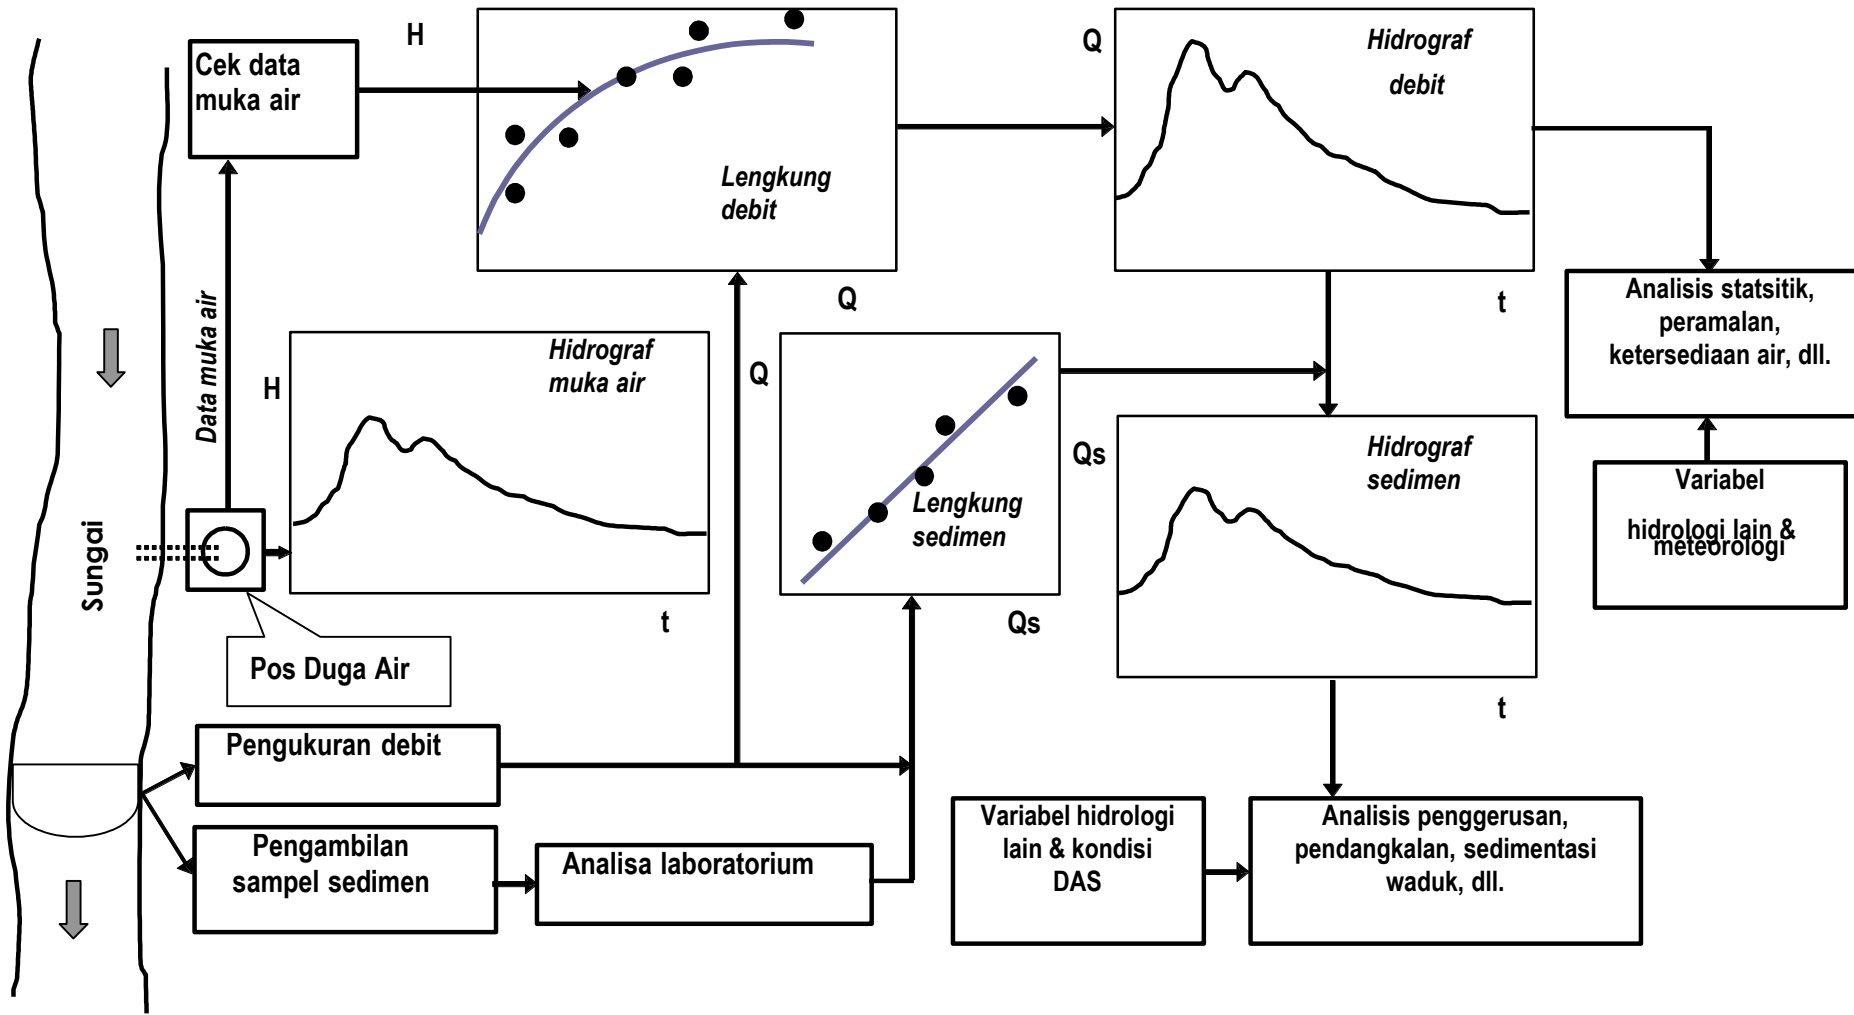 H
Cek data
muka air
Lengkung
debit
Q
Q
Hidrograf
debit
t
Analisis statsitik,
peramalan,
ketersediaan air, dll.
Data muka air
H
Hidrograf
muka air
t
Q
Lengkung
sedimen
Qs
Qs
Hidrograf
sedimen
t
Variabel
hidrologi lain &
meteorologi
Sungai
Pos Duga Air
Pengukuran debit
Pengambilan
sampel sedimen
Analisa laboratorium
Variabel hidrologi
lain & kondisi
DAS
Analisis penggerusan,
pendangkalan, sedimentasi
waduk, dll.